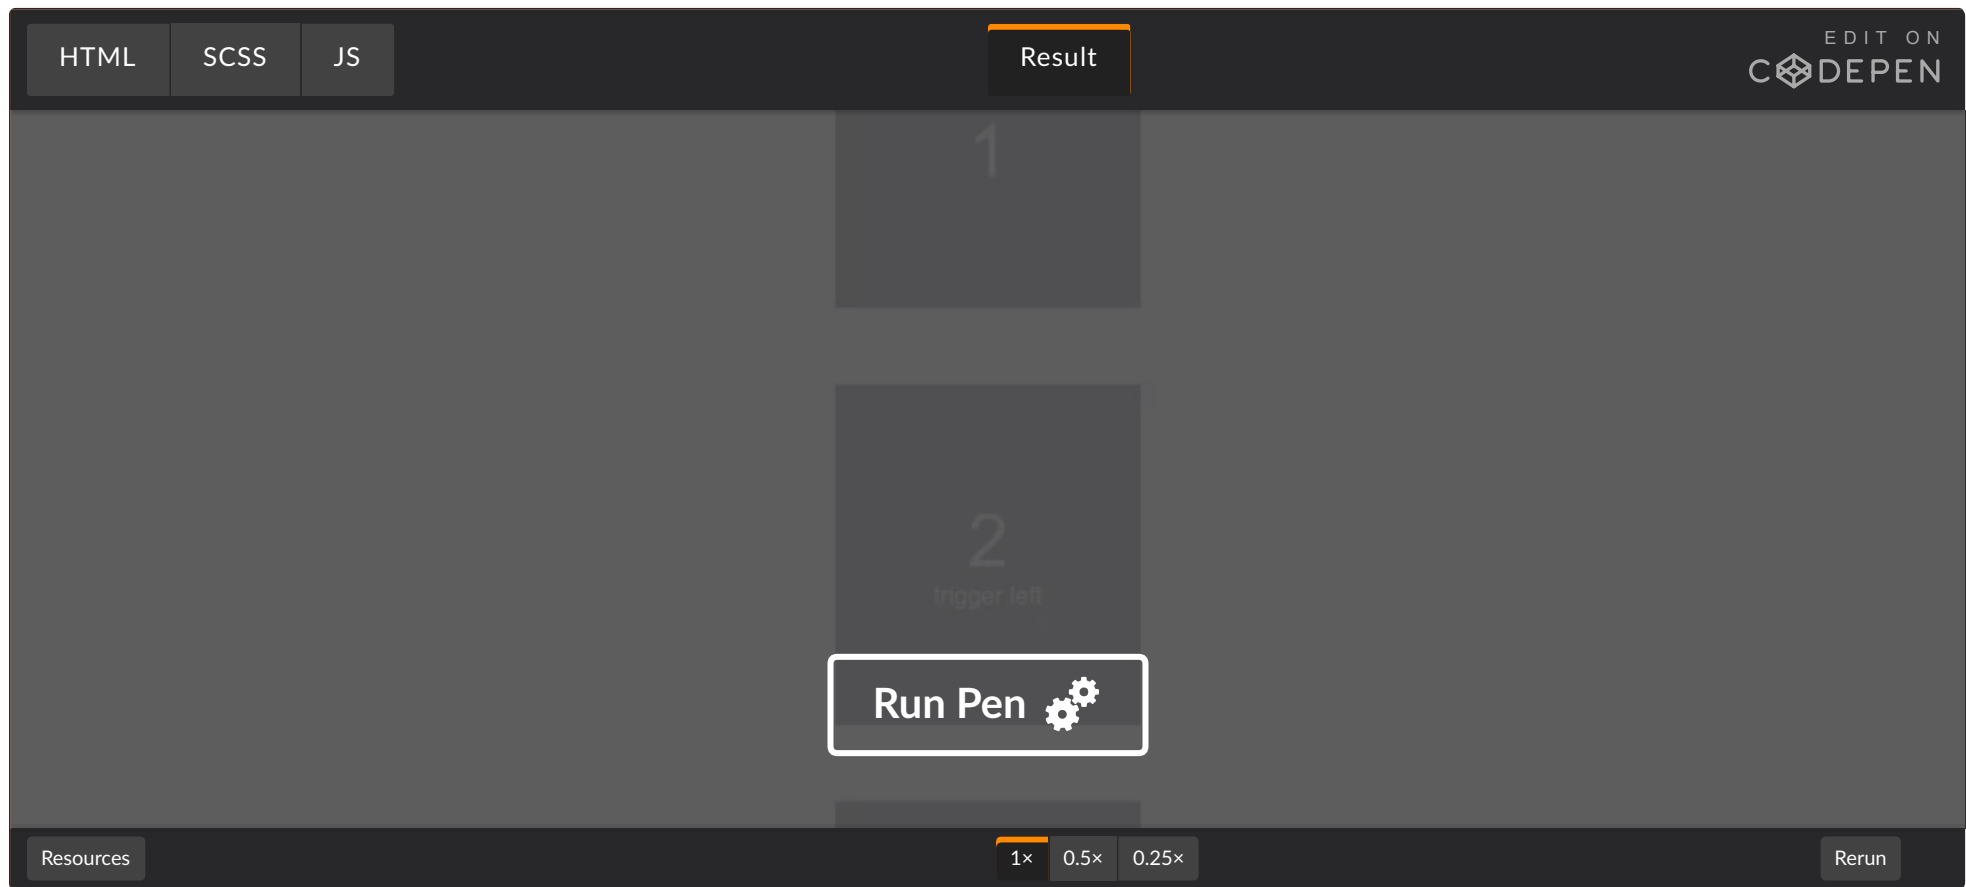 HTML SCSS JS Result EDIT ON
CODEPEN
1
2
trigger left
Run Pen
Resources 1× 0.5× 0.25× Rerun